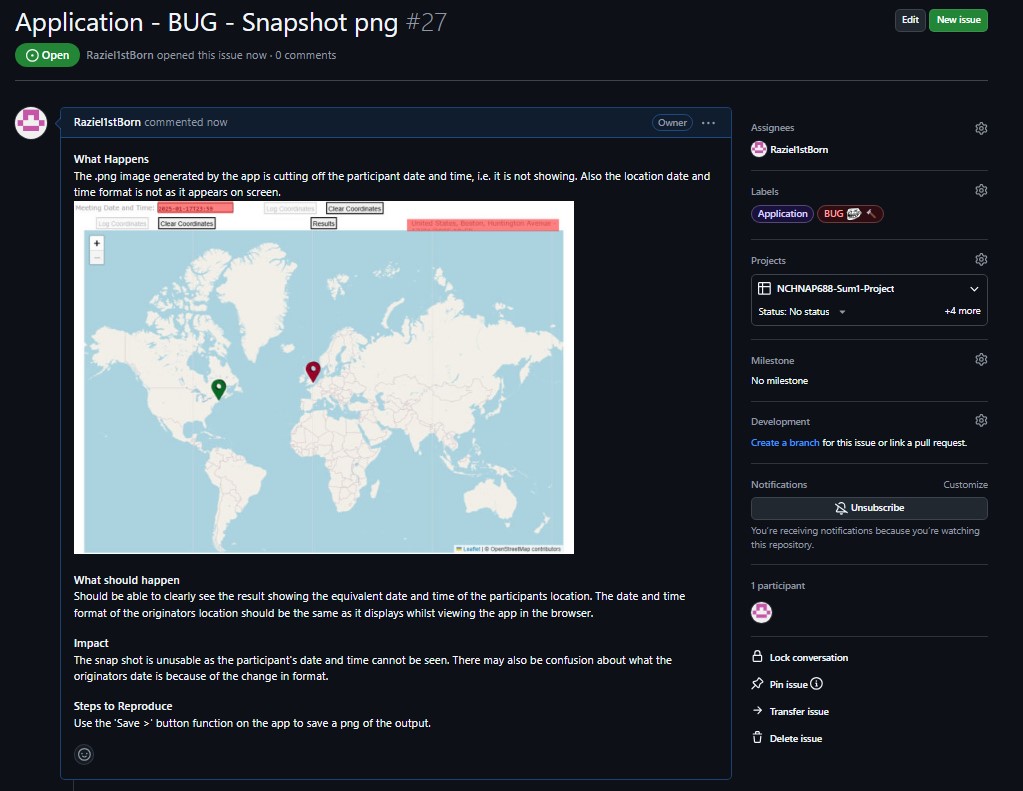 Application - BUG - Snapshot png #27
Edit
New issue
Open
Raziel1stBorn opened this issue now · 0 comments
Raziel1stBorn commented now
Owner
What Happens
The .png image generated by the app is cutting off the participant date and time, i.e. it is not showing. Also the location date and
time format is not as it appears on screen.
Meeting Date and Time:
2025-01-17T23:59
Log Coordinates
Clear Coordinates
Log Coordinates
Clear Coordinates
Results
United States, Boston, Huntington Avenue
+
−
Leaflet | © OpenStreetMap contributors
What should happen
Should be able to clearly see the result showing the equivalent date and time of the participants location. The date and time
format of the originators location should be the same as it displays whilst viewing the app in the browser.
Impact
The snap shot is unusable as the participant's date and time cannot be seen. There may also be confusion about what the
originators date is because of the change in format.
Steps to Reproduce
Use the 'Save >' button function on the app to save a png of the output.
Assignees
Raziel1stBorn
Labels
Application
BUG
Projects
NCHNAP688-Sum1-Project
Status: No status
+4 more
Milestone
No milestone
Development
Create a branch for this issue or link a pull request.
Notifications
Customize
Unsubscribe
You're receiving notifications because you're watching
this repository.
1 participant
Lock conversation
Pin issue
Transfer issue
Delete issue